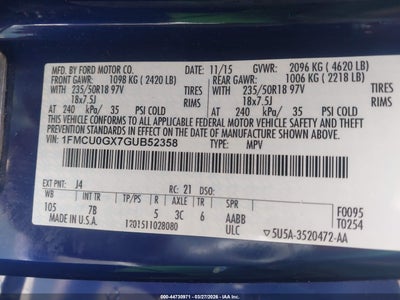 MFD. BY FORD MOTOR CO. 11/15 GVWR: 2096 KG (4620 LB)
FRONT GAWR: 1098 KG (2420 LB) REAR GAWR: 1006 KG (2218 LB)
WITH 235/50R18 97V TIRES WITH 235/50R18 97V TIRES
18x7.5J RIMS 18x7.5J RIMS
AT 240 kPa/ 35 PSI COLD AT 240 kPa/ 35 PSI COLD
THIS VEHICLE CONFORMS TO ALL APPLICABLE FEDERAL MOTOR VEHICLE SAFETY AND THEFT PREVENTION STANDARDS IN EFFECT ON THE DATE OF MANUFACTURE SHOWN ABOVE.
VIN: 1FMCU0GX7GUB52358 TYPE: MPV
EXT PNT: J4 RC: 21 DSO:
WB INT TR TP/PS R AXLE TR SPR
105 7B 5 3C 6 AABB F0095
MADE IN U.S.A. ULC T0254
1201511028080 ▽5U5A-3520472-AA
COPART - 44730971 - 03/27/2026 - IAA